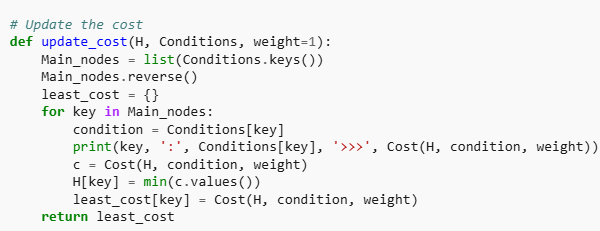 # Update the cost
def update_cost(H, Conditions, weight=1):
    Main_nodes = list(Conditions.keys())
    Main_nodes.reverse()
    least_cost = {}
    for key in Main_nodes:
        condition = Conditions[key]
        print(key, ':', Conditions[key], '>>>', Cost(H, condition, weight))
        c = Cost(H, condition, weight)
        H[key] = min(c.values())
        least_cost[key] = Cost(H, condition, weight)
    return least_cost